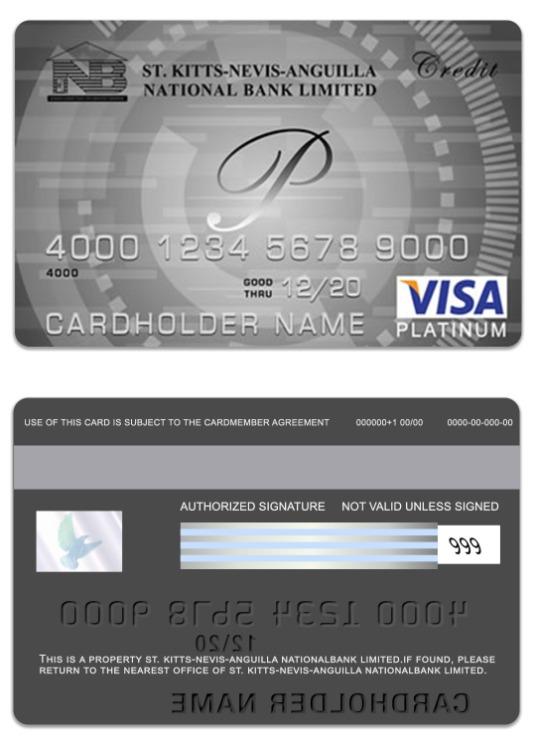 NB
ST. KITTS-NEVIS-ANGUILLA
NATIONAL BANK LIMITED
Credit
P
4000 1234 5678 9000
4000
GOOD
THRU 12/20
CARDHOLDER NAME
VISA
PLATINUM
USE OF THIS CARD IS SUBJECT TO THE CARDMEMBER AGREEMENT 000000+1 00/00 0000-00-000-00
AUTHORIZED SIGNATURE NOT VALID UNLESS SIGNED
999
4000 1234 5678 9000
12/20
THIS IS A PROPERTY ST. KITTS-NEVIS-ANGUILLA NATIONALBANK LIMITED.IF FOUND, PLEASE
RETURN TO THE NEAREST OFFICE OF ST. KITTS-NEVIS-ANGUILLA NATIONALBANK LIMITED.
CARDHOLDER NAME